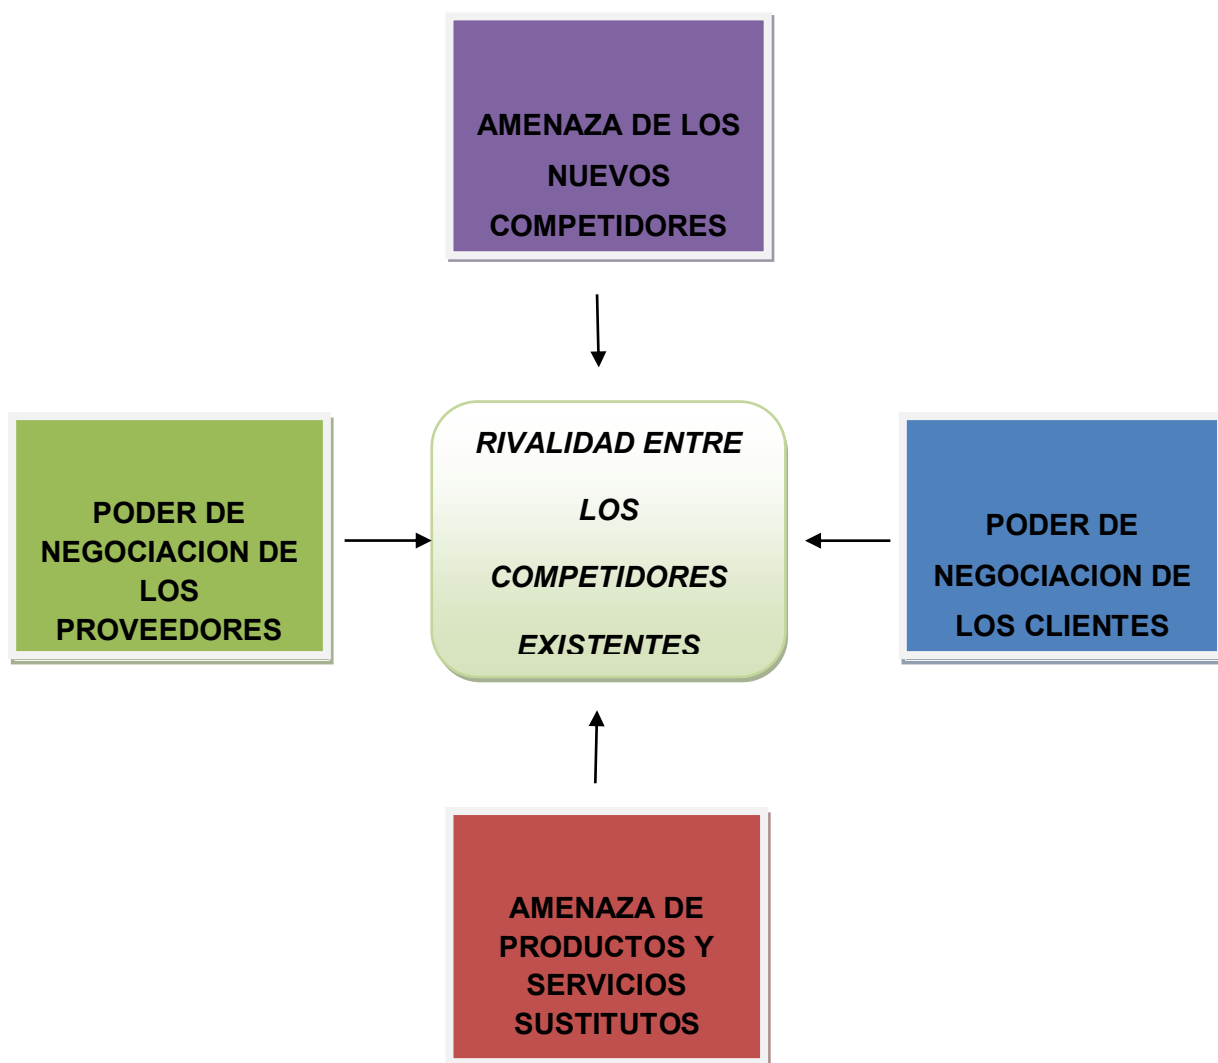 AMENAZA DE LOS
NUEVOS
COMPETIDORES
PODER DE
NEGOCIACION DE
LOS
PROVEEDORES
RIVALIDAD ENTRE
LOS
COMPETIDORES
EXISTENTES
PODER DE
NEGOCIACION DE
LOS CLIENTES
AMENAZA DE
PRODUCTOS Y
SERVICIOS
SUSTITUTOS